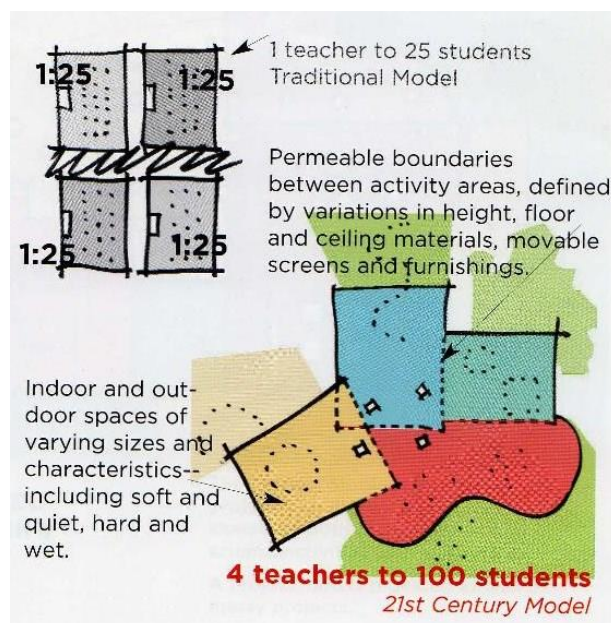 1 teacher to 25 students
Traditional Model
1:25
1:25
1:25
1:25
Permeable boundaries
between activity areas, defined
by variations in height, floor
and ceiling materials, movable
screens and furnishings.
Indoor and out-
door spaces of
varying sizes and
characteristics--
including soft and
quiet, hard and
wet.
4 teachers to 100 students
21st Century Model